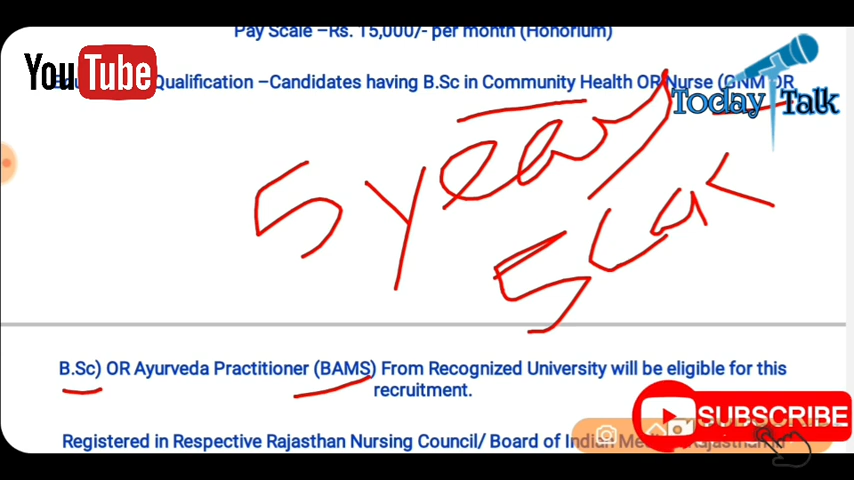 Pay Scale –Rs. 15,000/- per month (Honorium)
YouTube
Qualification –Candidates having B.Sc in Community Health OR Nurse (GNM OR
Today Talk
5 years
5
B.Sc) OR Ayurveda Practitioner (BAMS) From Recognized University will be eligible for this
recruitment.
SUBSCRIBE
Registered in Respective Rajasthan Nursing Council/ Board of Indian